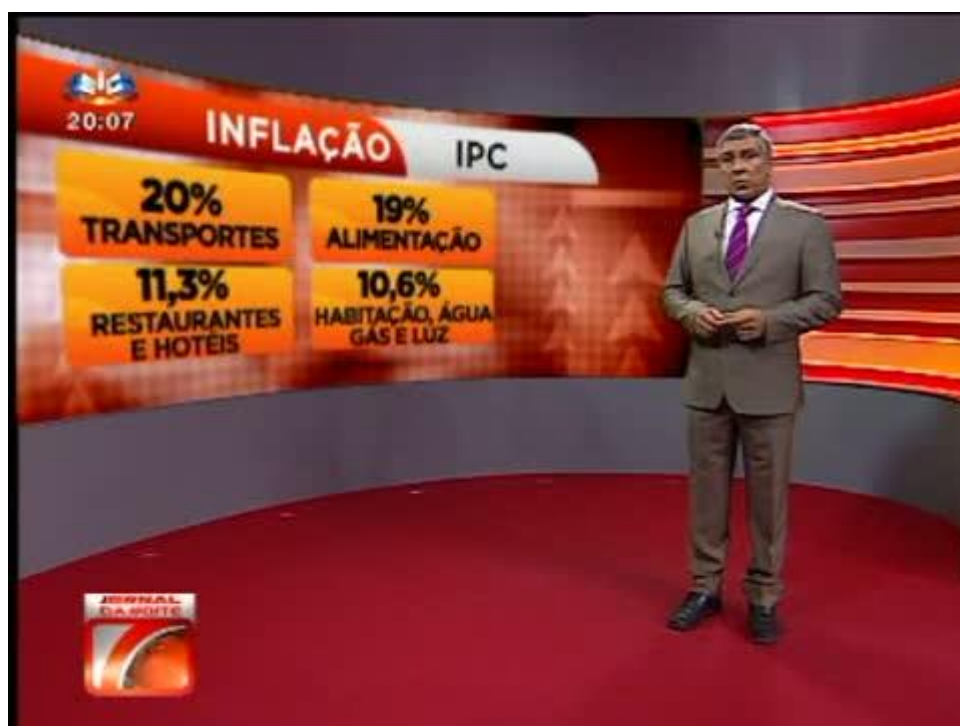 SIC
20:07
INFLAÇÃO
IPC
20%
TRANSPORTES
19%
ALIMENTAÇÃO
11,3%
RESTAURANTES
E HOTÉIS
10,6%
HABITAÇÃO, ÁGUA
GÁS E LUZ
JORNAL
DA NOITE